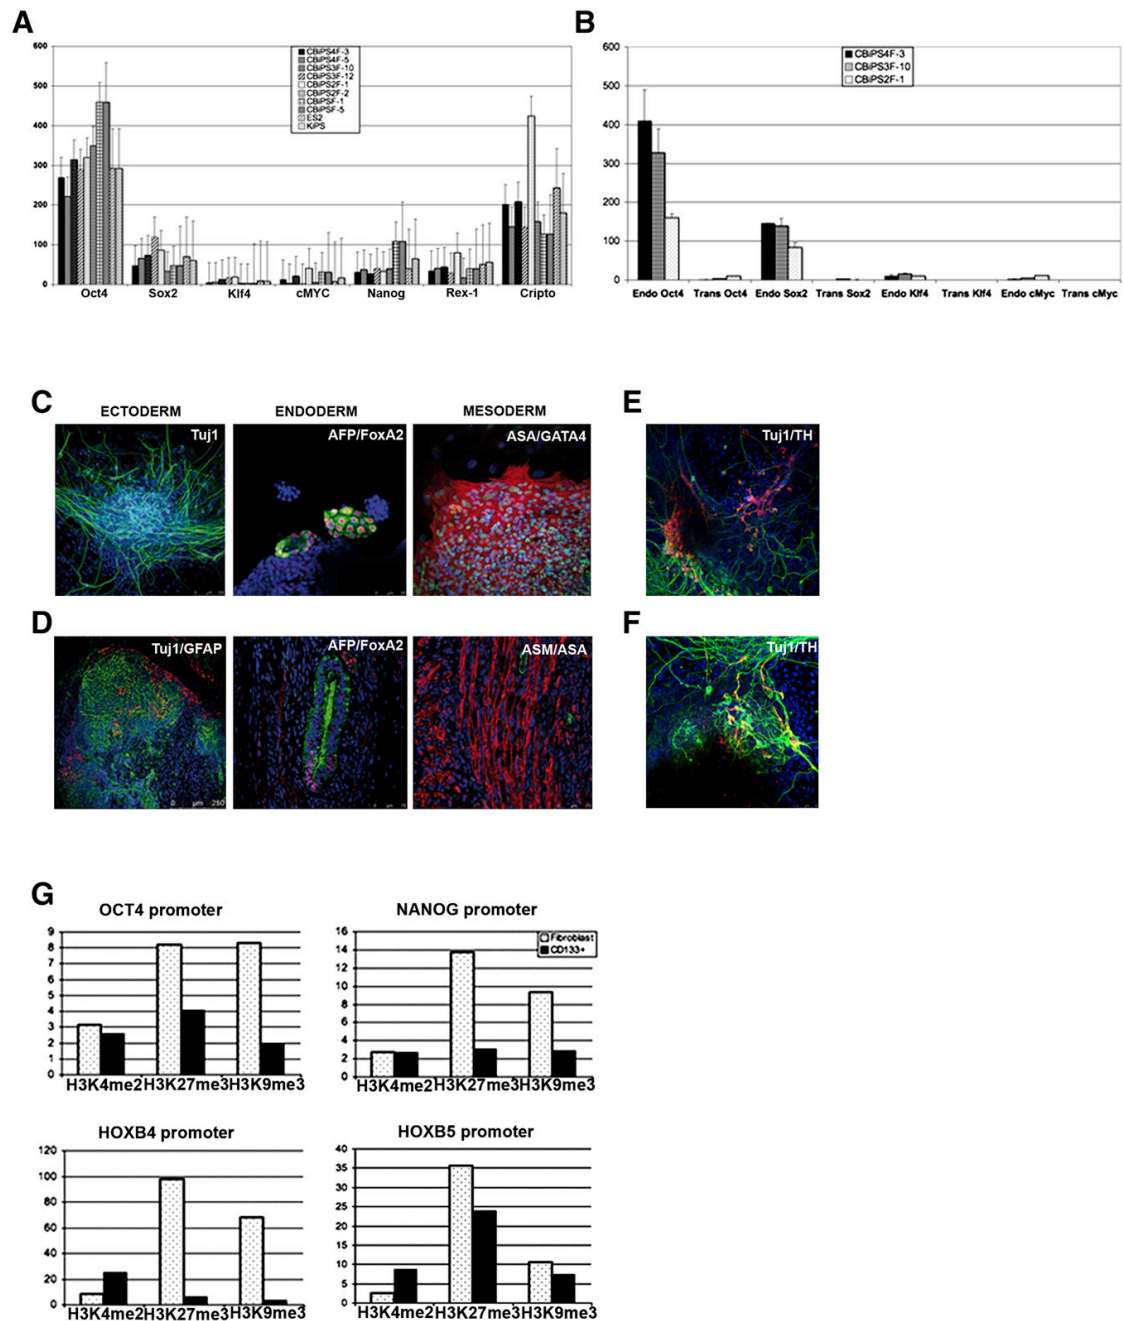 A
600
500
400
300
200
100
0
CBiPS4F-3
CBiPS4F-5
CBiPS3F-10
CBiPS3F-12
CBiPS2F-1
CBiPS2F-2
CBiPSF-1
CBiPSF-5
ES2
KiPS
Oct4 Sox2 Klf4 cMYC Nanog Rex-1 Cripto
B
600
500
400
300
200
100
0
CBiPS4F-3
CBiPS3F-10
CBiPS2F-1
Endo Oct4 Trans Oct4 Endo Sox2 Trans Sox2 Endo Klf4 Trans Klf4 Endo cMyc Trans cMyc
C
ECTODERM ENDODERM MESODERM
Tuj1 AFP/FoxA2 ASA/GATA4
E
Tuj1/TH
D
Tuj1/GFAP AFP/FoxA2 ASM/ASA
0 µm 250
F
Tuj1/TH
G
OCT4 promoter
9
8
7
6
5
4
3
2
1
0
H3K4me2 H3K27me3 H3K9me3
NANOG promoter
16
14
12
10
8
6
4
2
0
Fibroblast
CD133+
H3K4me2 H3K27me3 H3K9me3
HOXB4 promoter
120
100
80
60
40
20
0
H3K4me2 H3K27me3 H3K9me3
HOXB5 promoter
40
35
30
25
20
15
10
5
0
H3K4me2 H3K27me3 H3K9me3